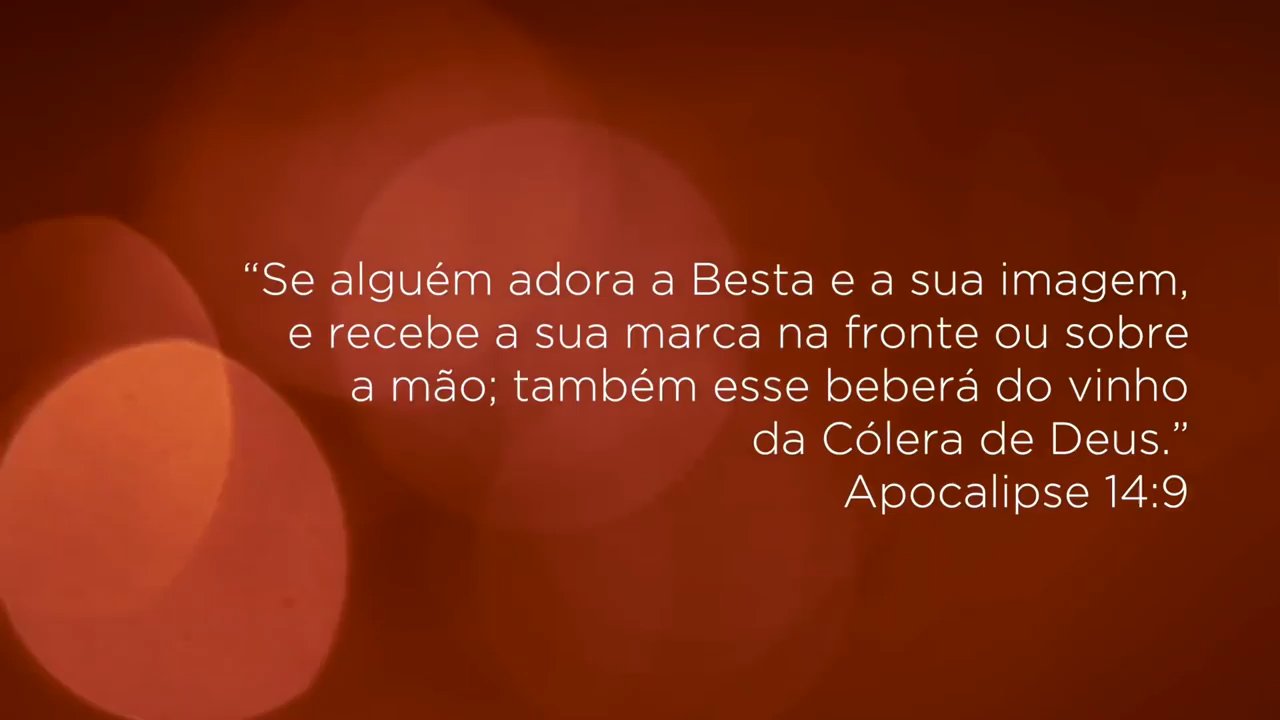 “Se alguém adora a Besta e a sua imagem,
e recebe a sua marca na fronte ou sobre
a mão; também esse beberá do vinho
da Cólera de Deus.”
Apocalipse 14:9